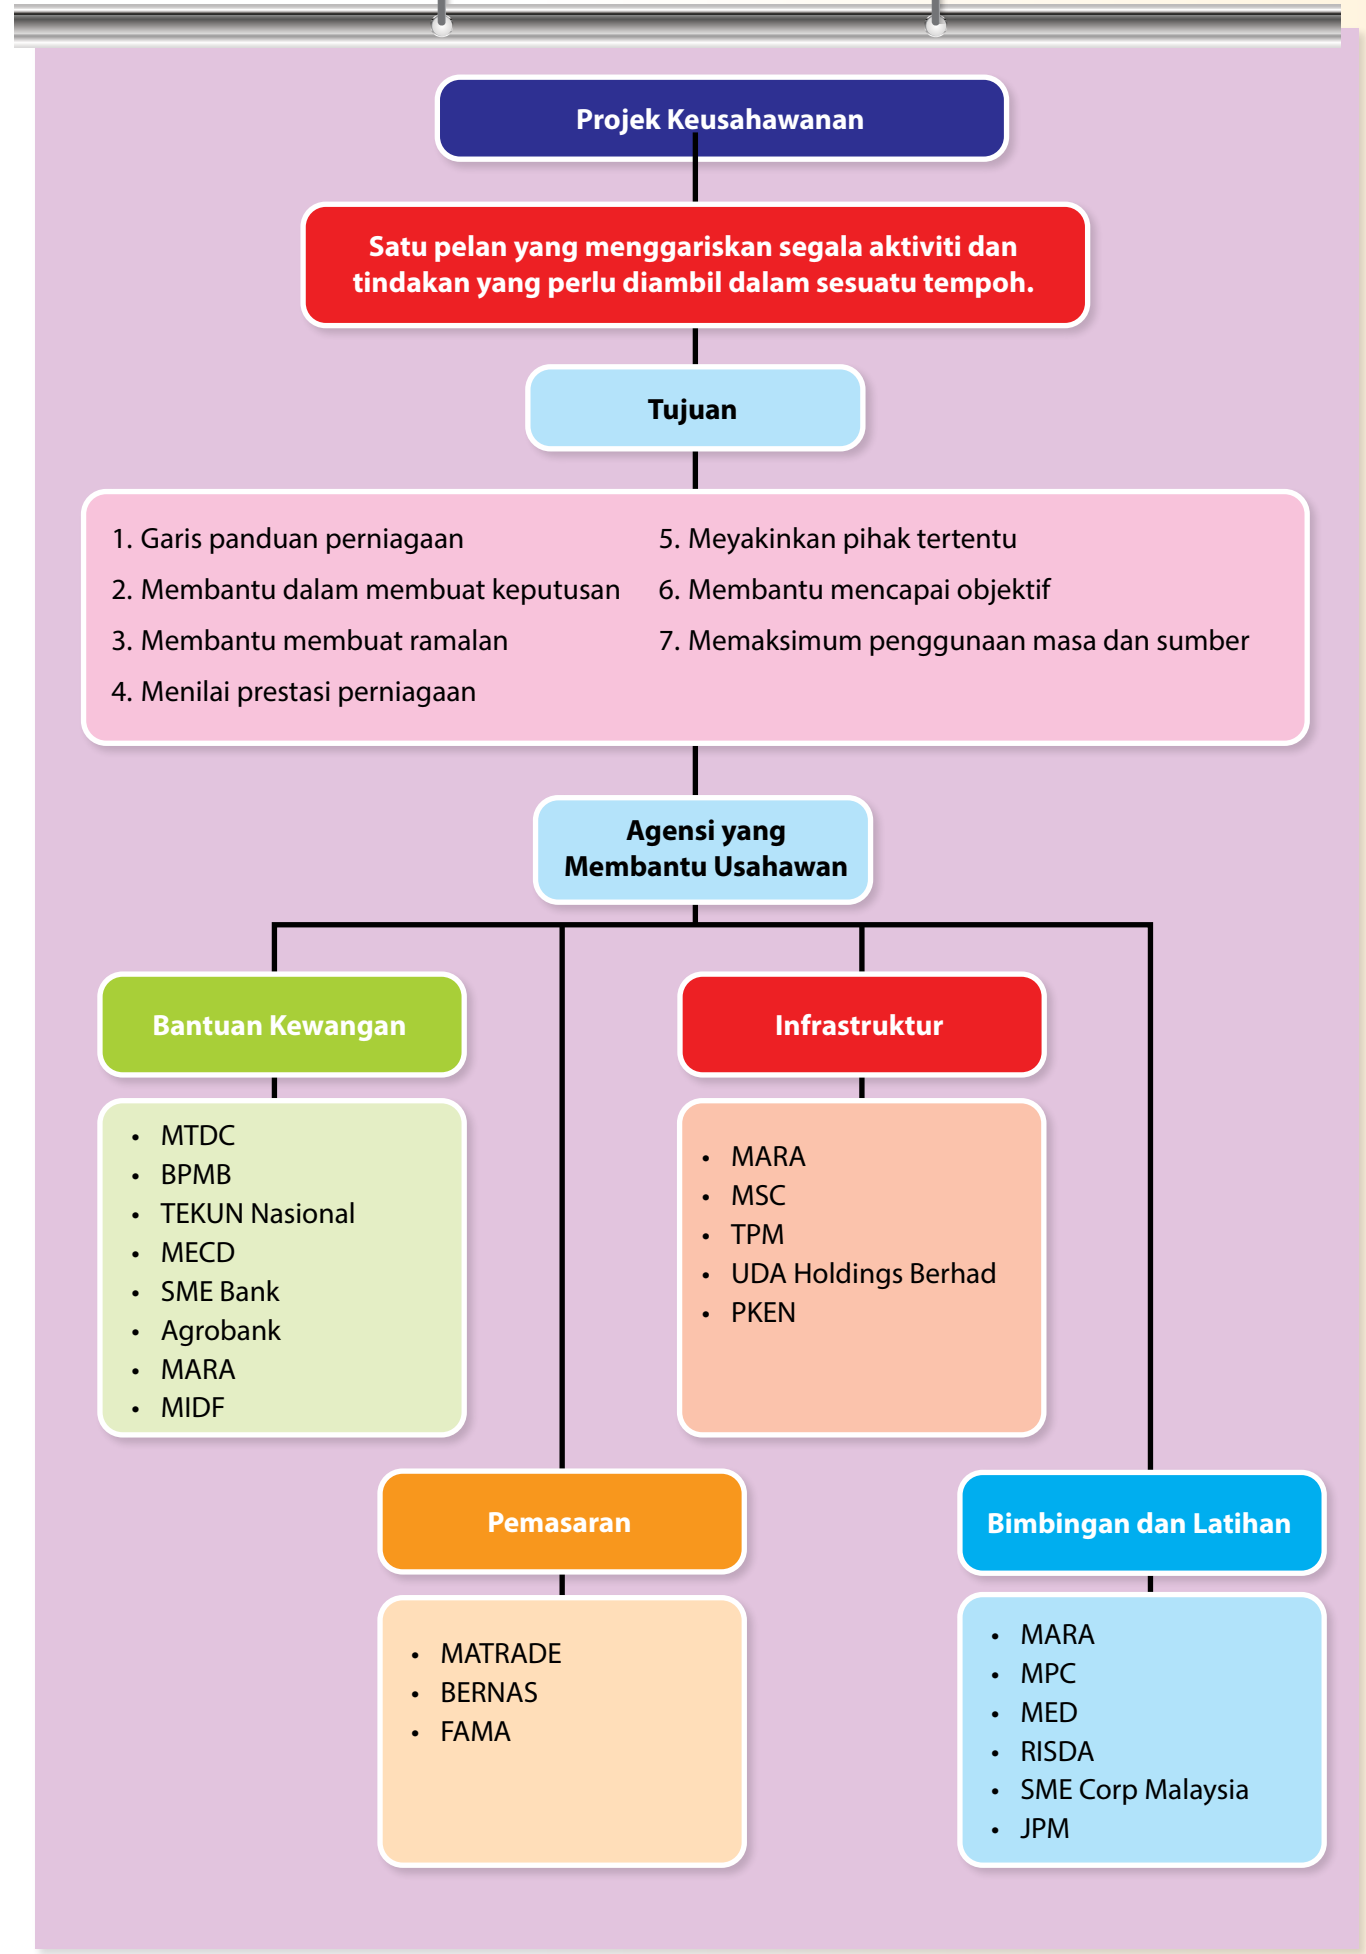 Projek Keusahawanan
Satu pelan yang menggariskan segala aktiviti dan
tindakan yang perlu diambil dalam sesuatu tempoh.
Tujuan
1. Garis panduan perniagaan
2. Membantu dalam membuat keputusan
3. Membantu membuat ramalan
4. Menilai prestasi perniagaan
5. Meyakinkan pihak tertentu
6. Membantu mencapai objektif
7. Memaksimum penggunaan masa dan sumber
Agensi yang
Membantu Usahawan
Bantuan Kewangan
• MTDC
• BPMB
• TEKUN Nasional
• MECD
• SME Bank
• Agrobank
• MARA
• MIDF
Infrastruktur
• MARA
• MSC
• TPM
• UDA Holdings Berhad
• PKEN
Pemasaran
• MATRADE
• BERNAS
• FAMA
Bimbingan dan Latihan
• MARA
• MPC
• MED
• RISDA
• SME Corp Malaysia
• JPM